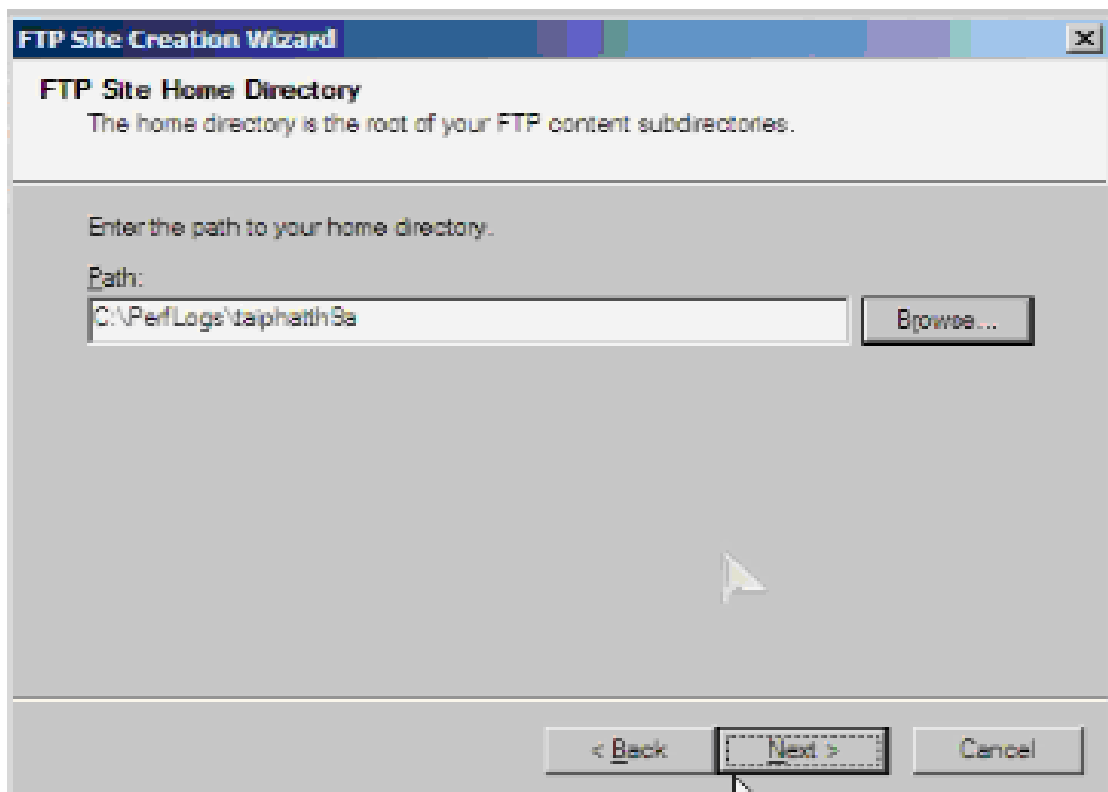 FTP Site Creation Wizard
FTP Site Home Directory
The home directory is the root of your FTP content subdirectories.
Enter the path to your home directory.
Path:
C:\PerfLogs\taiphatth9a
Browse...
< Back
Next >
Cancel